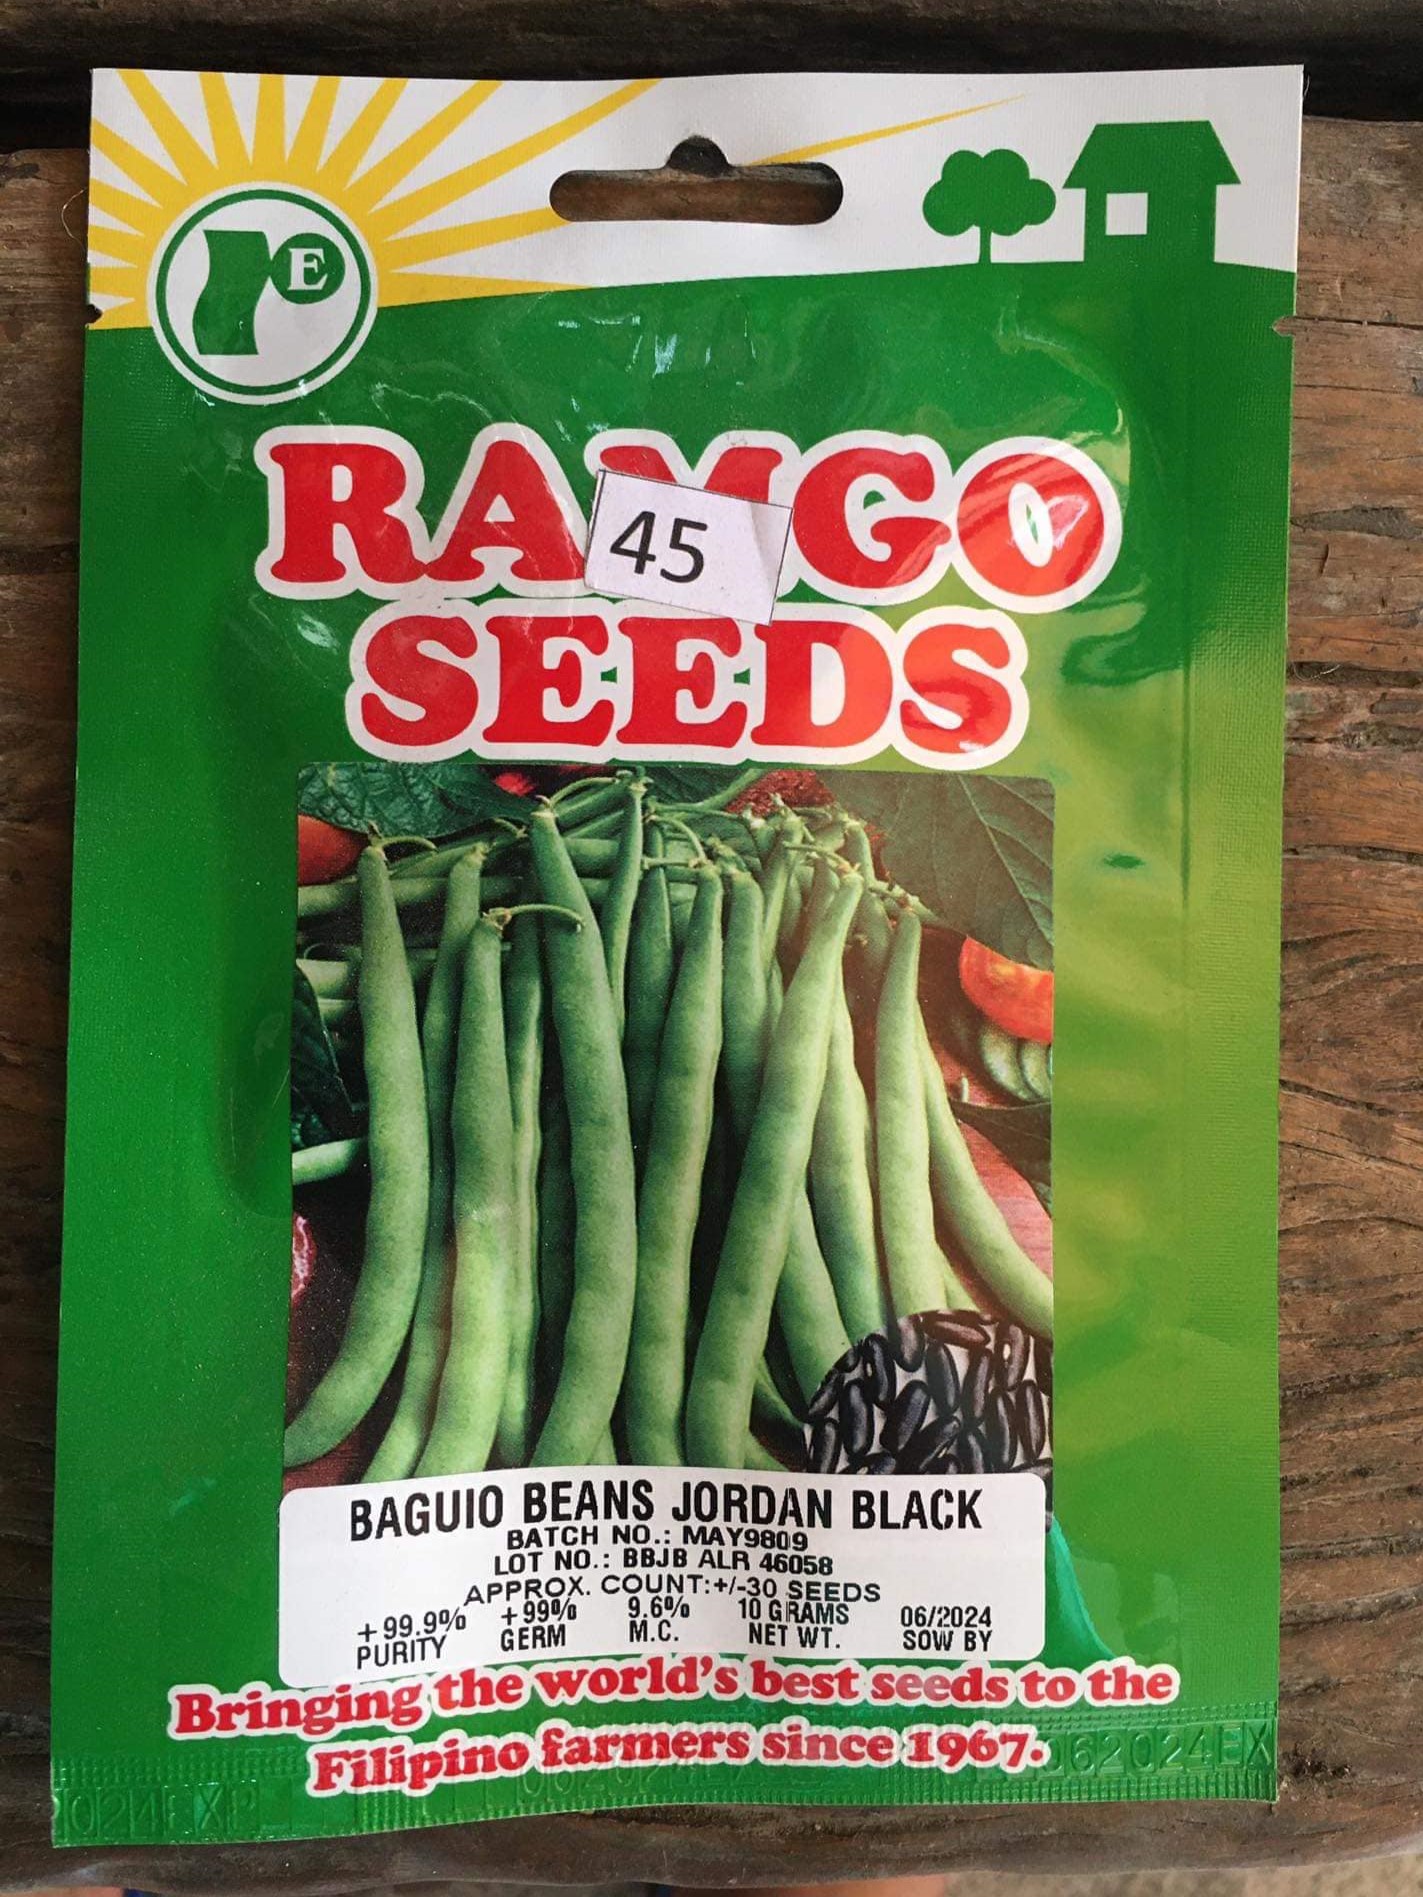 r E
RAMGO
45
SEEDS
BAGUIO BEANS JORDAN BLACK
BATCH NO.: MAY9809
LOT NO.: BBJB ALR 46058
APPROX. COUNT:+/-30 SEEDS
+99.9% +99% 9.6% 10 GRAMS 06/2024
PURITY GERM M.C. NET WT. SOW BY
Bringing the world's best seeds to the
Filipino farmers since 1967.
062024EX